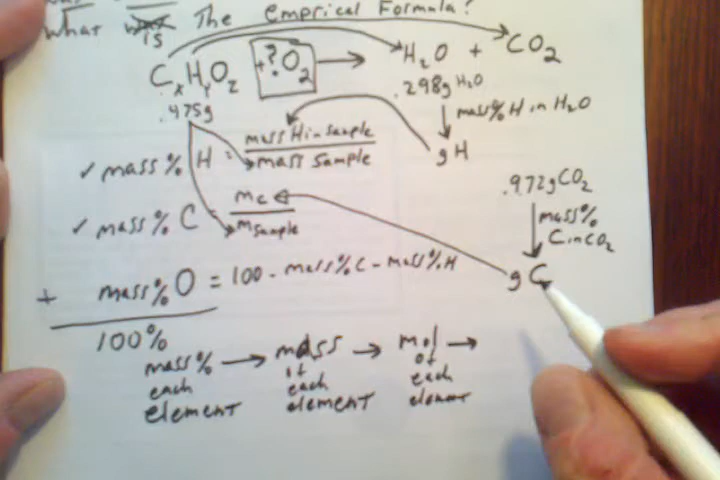 What is The Emprical Formula?
CxHyOz +?O2 → H2O + CO2
.475g .298g H2O
mass% H in H2O
✓ mass% H = mass H in sample / mass sample
gH
.972g CO2
✓ mass% C = mc / msample
mass% C in CO2
+ mass% O = 100 - mass%C - mass%H
gC
100%
mass% → mass → mol →
each of of
element each each
element element